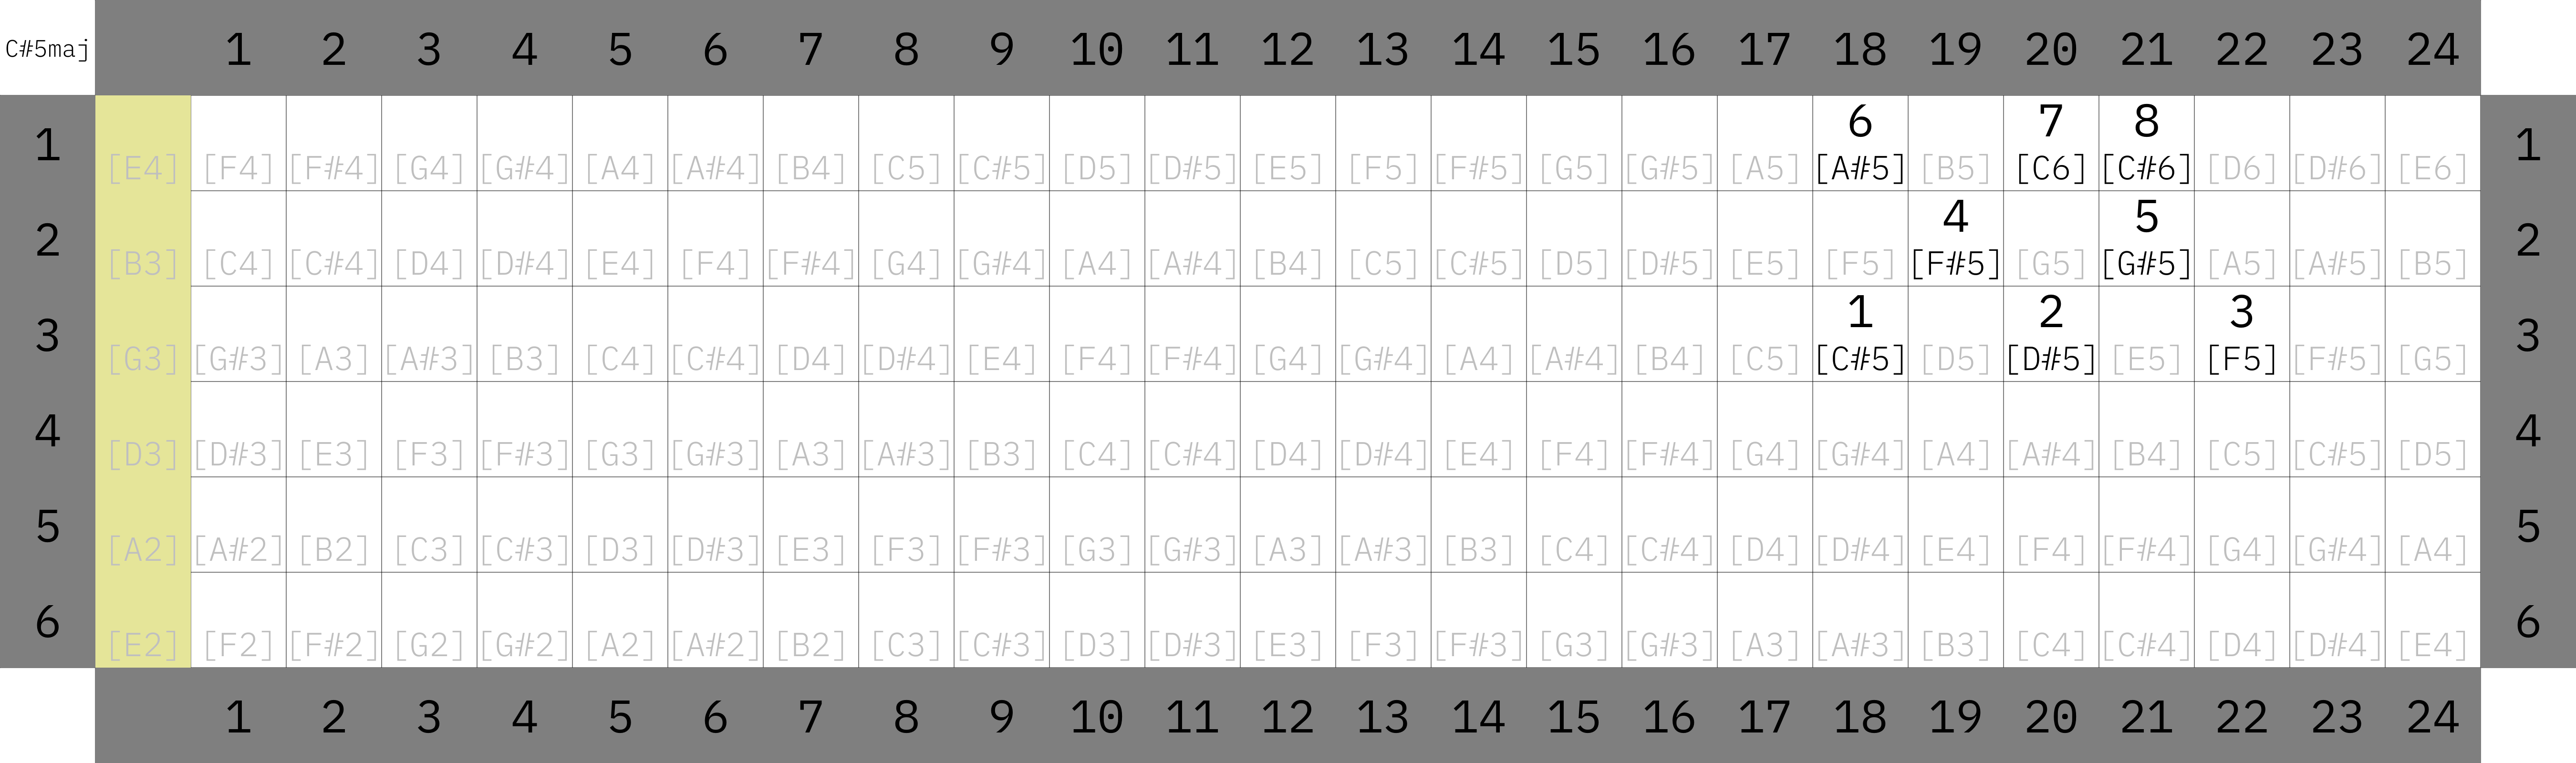 C#5maj 1 2 3 4 5 6 7 8 9 10 11 12 13 14 15 16 17 18 19 20 21 22 23 24
6 7 8
1 [E4] [F4] [F#4] [G4] [G#4] [A4] [A#4] [B4] [C5] [C#5] [D5] [D#5] [E5] [F5] [F#5] [G5] [G#5] [A5] [A#5] [B5] [C6] [C#6] [D6] [D#6] [E6] 1
4 5
2 [B3] [C4] [C#4] [D4] [D#4] [E4] [F4] [F#4] [G4] [G#4] [A4] [A#4] [B4] [C5] [C#5] [D5] [D#5] [E5] [F5] [F#5] [G5] [G#5] [A5] [A#5] [B5] 2
1 2 3
3 [G3] [G#3] [A3] [A#3] [B3] [C4] [C#4] [D4] [D#4] [E4] [F4] [F#4] [G4] [G#4] [A4] [A#4] [B4] [C5] [C#5] [D5] [D#5] [E5] [F5] [F#5] [G5] 3
4 [D3] [D#3] [E3] [F3] [F#3] [G3] [G#3] [A3] [A#3] [B3] [C4] [C#4] [D4] [D#4] [E4] [F4] [F#4] [G4] [G#4] [A4] [A#4] [B4] [C5] [C#5] [D5] 4
5 [A2] [A#2] [B2] [C3] [C#3] [D3] [D#3] [E3] [F3] [F#3] [G3] [G#3] [A3] [A#3] [B3] [C4] [C#4] [D4] [D#4] [E4] [F4] [F#4] [G4] [G#4] [A4] 5
6 [E2] [F2] [F#2] [G2] [G#2] [A2] [A#2] [B2] [C3] [C#3] [D3] [D#3] [E3] [F3] [F#3] [G3] [G#3] [A3] [A#3] [B3] [C4] [C#4] [D4] [D#4] [E4] 6
1 2 3 4 5 6 7 8 9 10 11 12 13 14 15 16 17 18 19 20 21 22 23 24